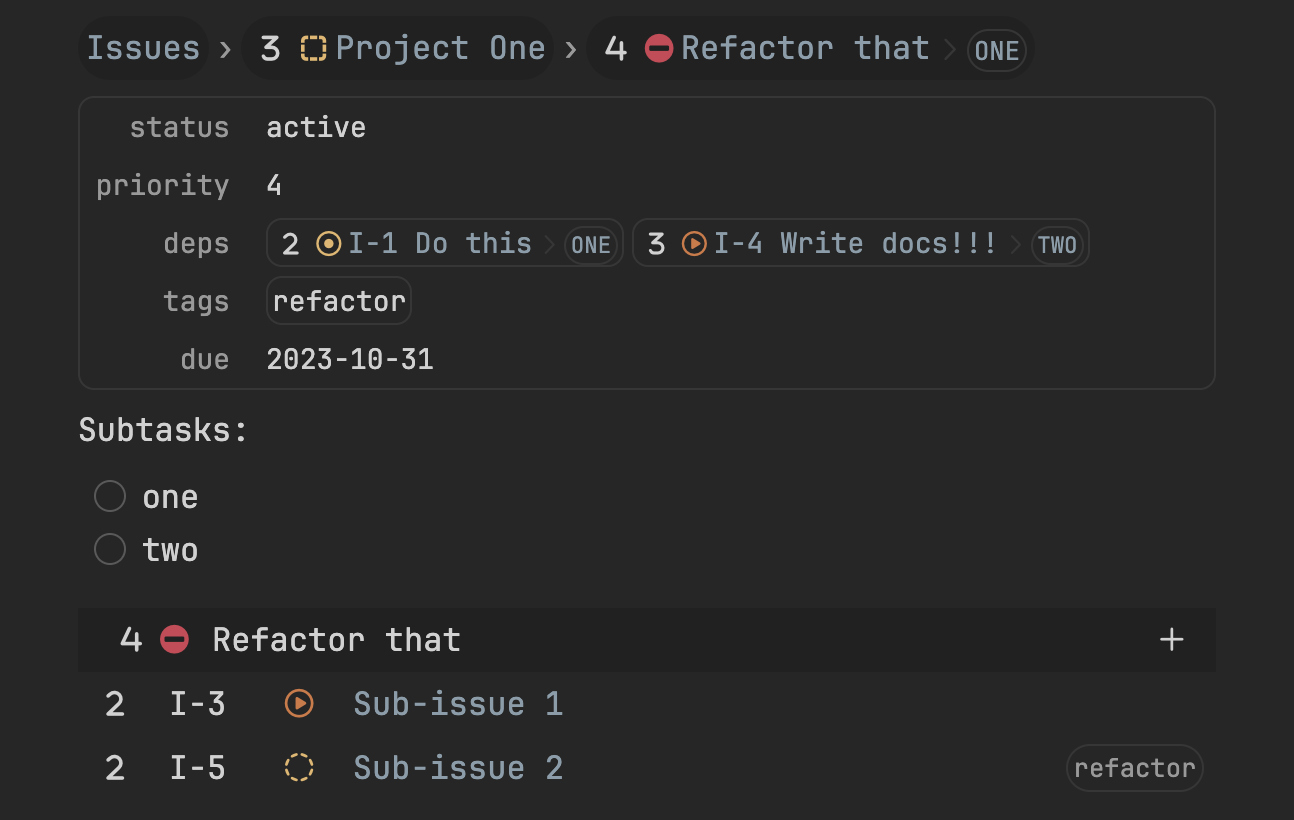 Issues › 3 Project One › 4 Refactor that > ONE
status active
priority 4
deps 2 I-1 Do this > ONE 3 I-4 Write docs!!! > TWO
tags refactor
due 2023-10-31
Subtasks:
one
two
4 Refactor that +
2 I-3 Sub-issue 1
2 I-5 Sub-issue 2 refactor